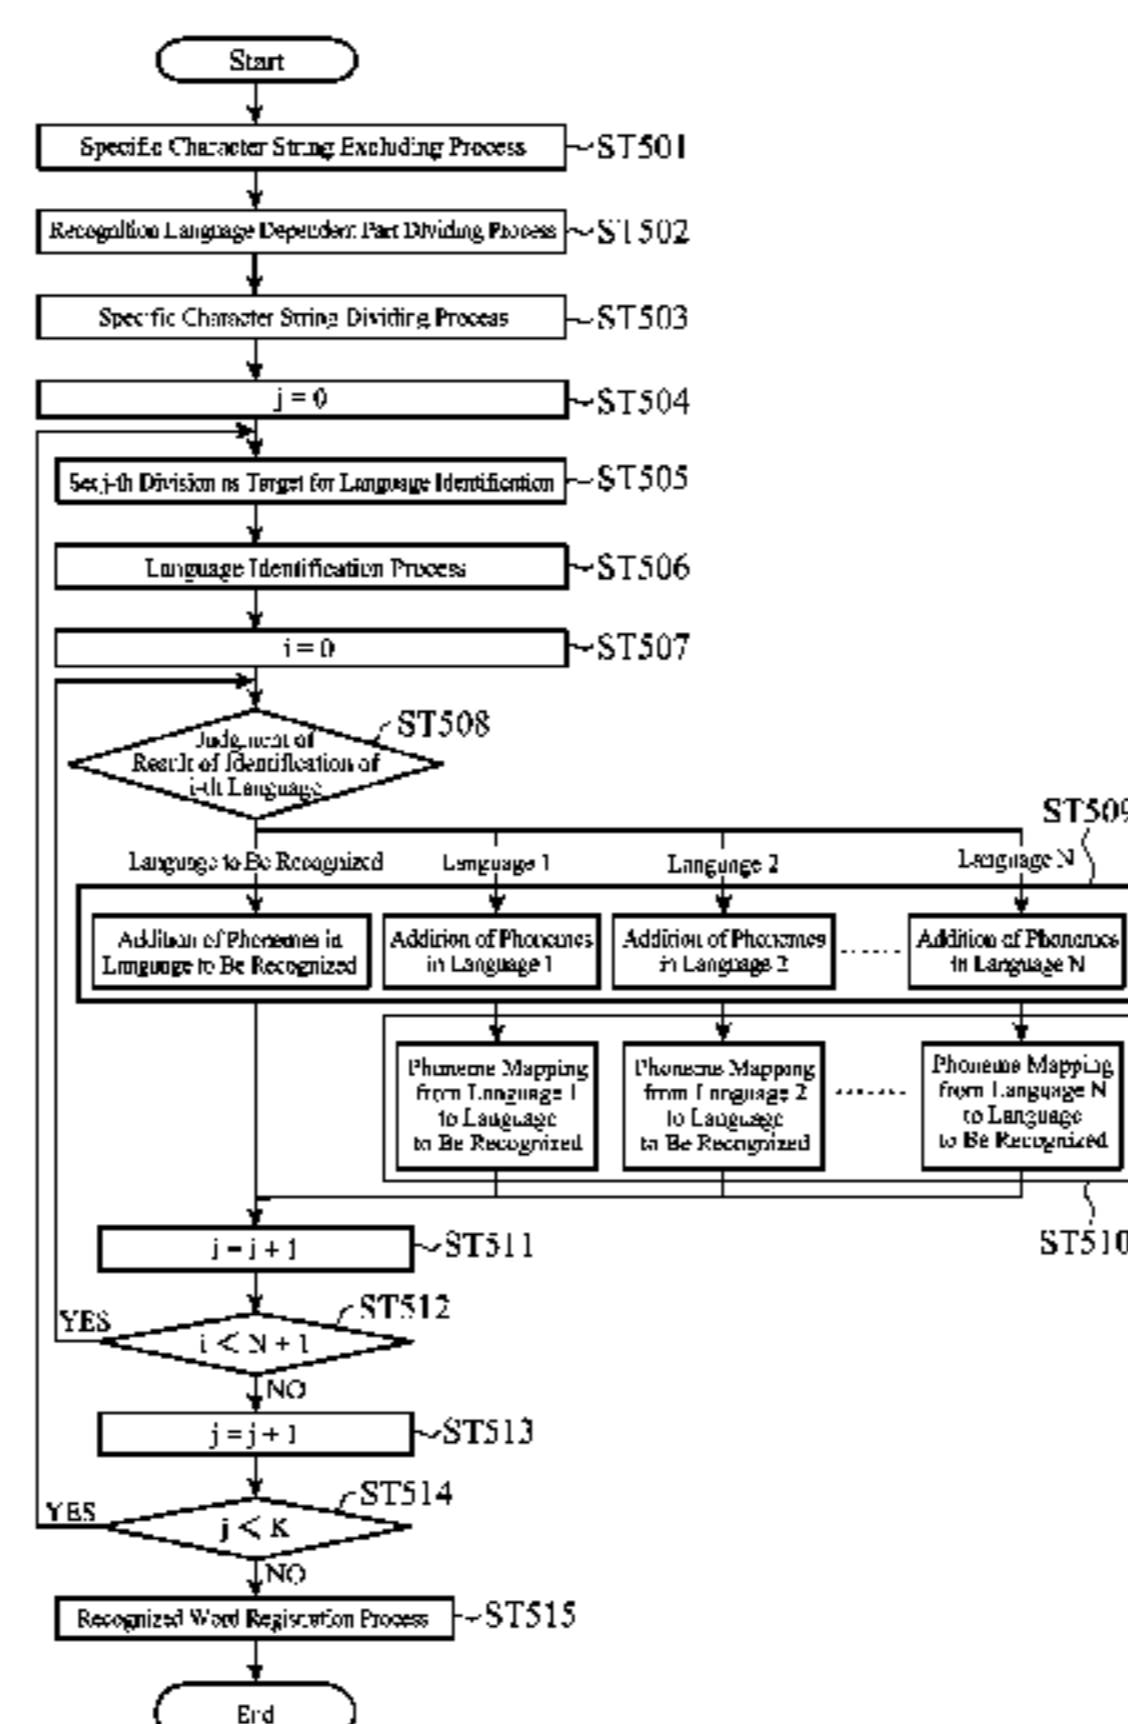 Start
Specific Character String Excluding Process
ST501
Recognition Language Dependent Part Dividing Process
ST502
Specific Character String Dividing Process
ST503
j = 0
ST504
Set j-th Division as Target for Language Identification
ST505
Language Identification Process
ST506
i = 0
ST507
ST508
Judgment of
Result of Identification of
i-th Language
ST509
Language to Be Recognized
Language 1
Language 2
Language N
Addition of Phonemes in
Language to Be Recognized
Addition of Phonemes
in Language 1
Addition of Phonemes
in Language 2
Addition of Phonemes
in Language N
Phoneme Mapping
from Language 1
to Language
to Be Recognized
Phoneme Mapping
from Language 2
to Language
to Be Recognized
Phoneme Mapping
from Language N
to Language
to Be Recognized
ST510
ST511
ST512
YES
i < N + 1
NO
j = j + 1
ST513
ST514
YES
j < K
NO
Recognized Word Registration Process
ST515
End